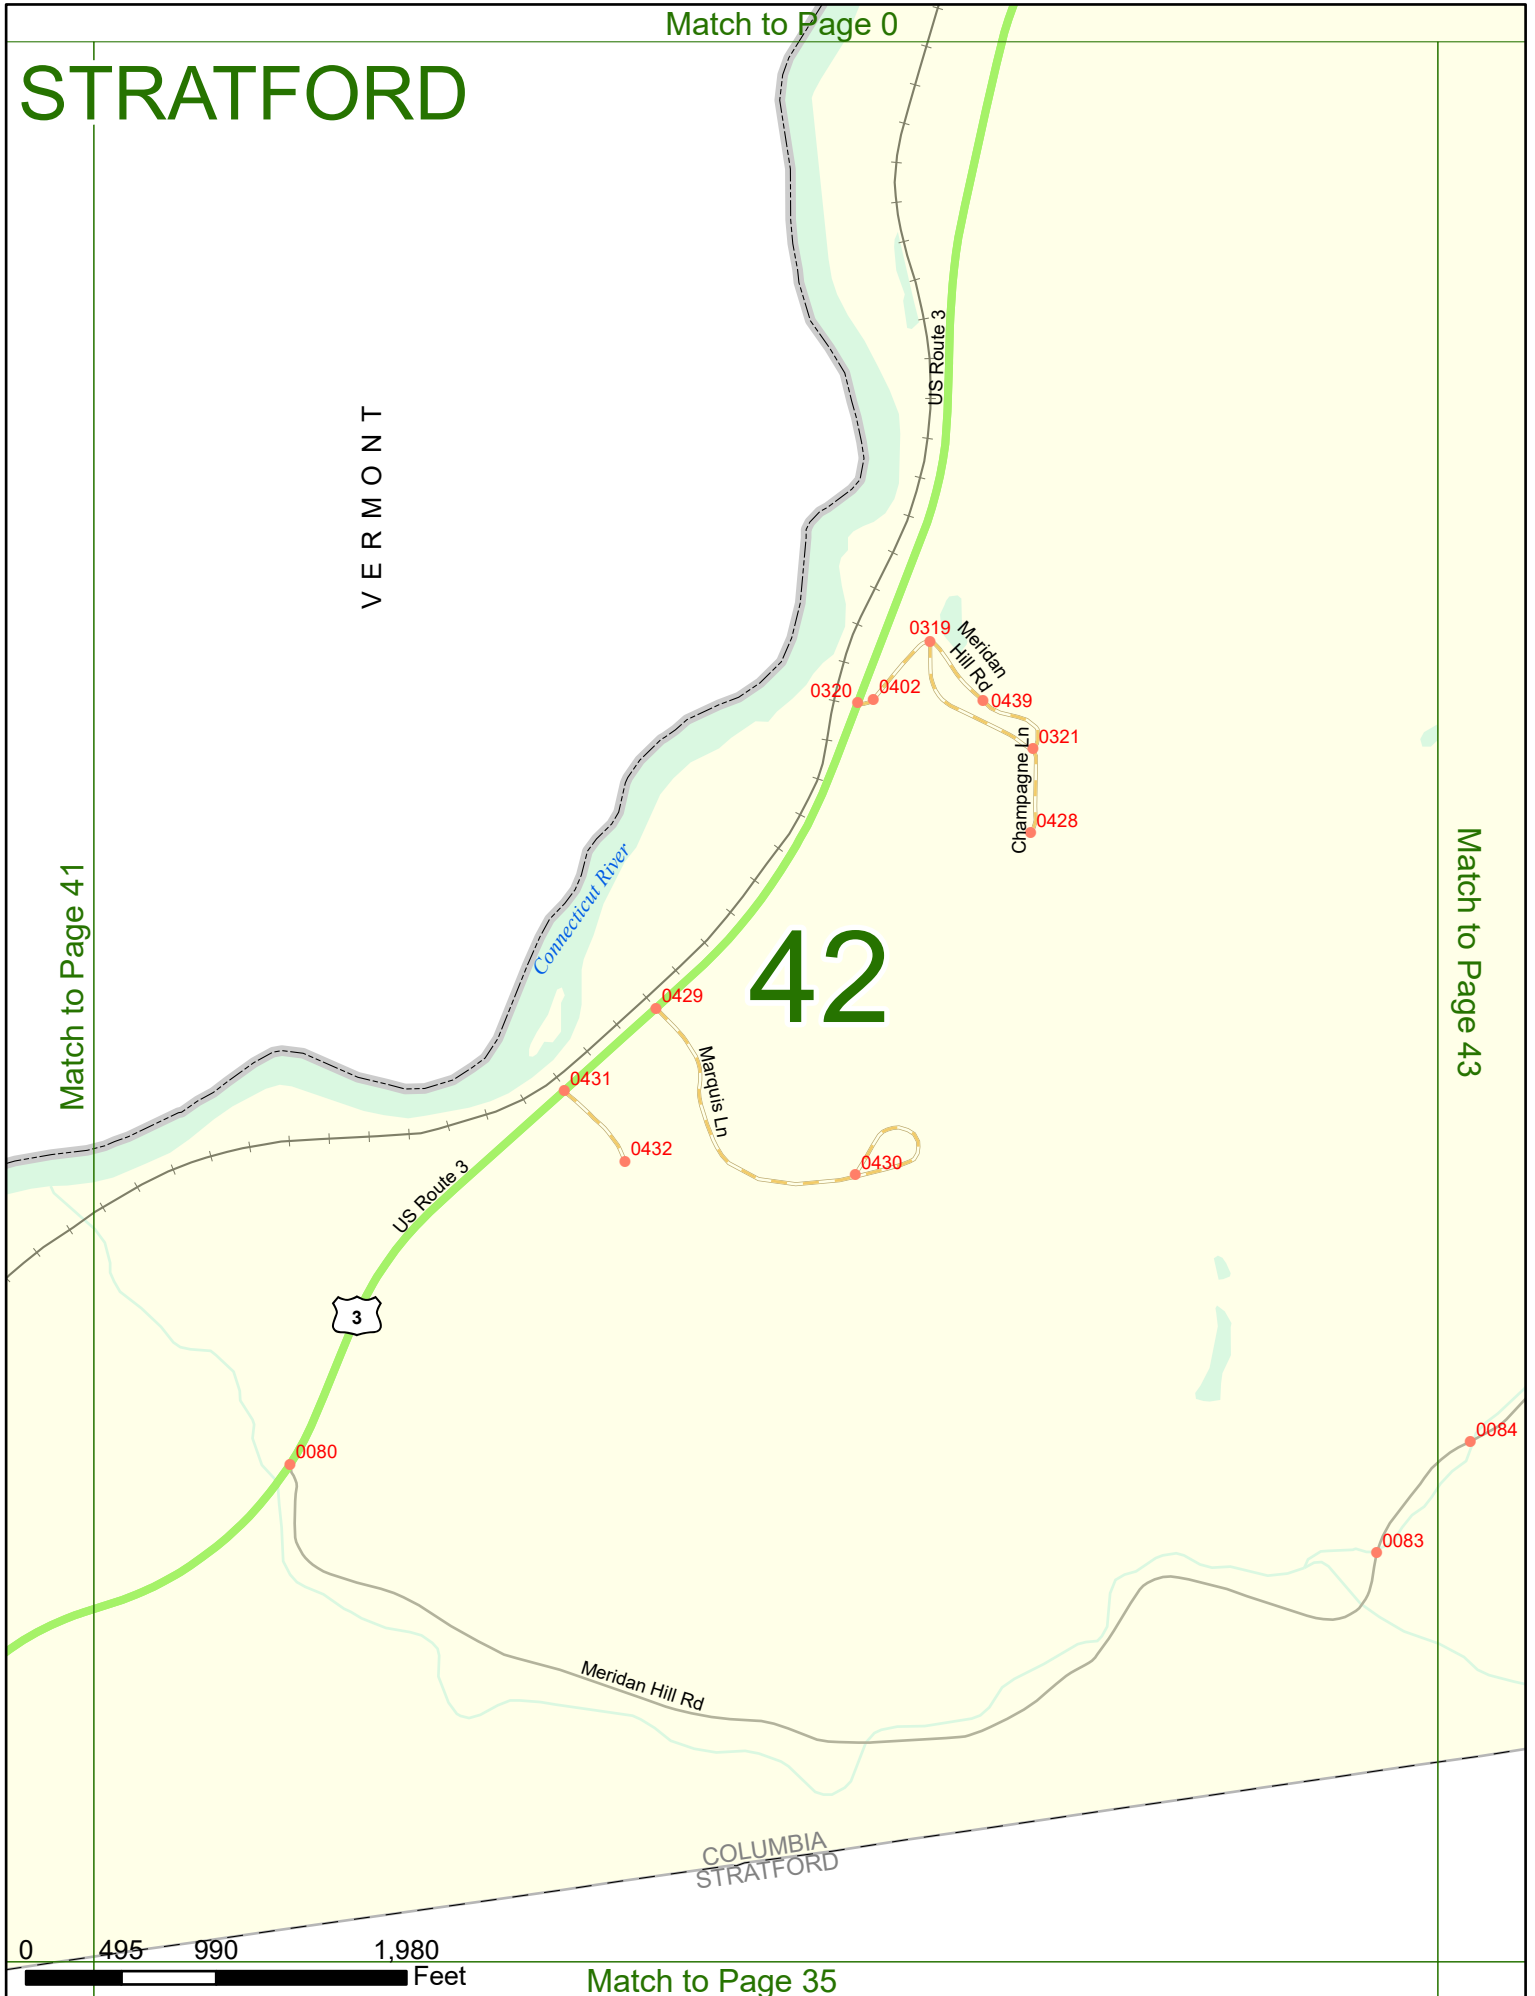 Match to Page 0
STRATFORD
US Route 3
VERMONT
0319
Meridan
Hill Rd
0320
0402
0439
0321
Champagne Ln
0428
Match to Page 41
Match to Page 43
Connecticut River
42
0429
Marquis Ln
0431
0432
0430
US Route 3
3
0080
0084
0083
Meridan Hill Rd
COLUMBIA
STRATFORD
0 495 990 1,980
Feet
Match to Page 35